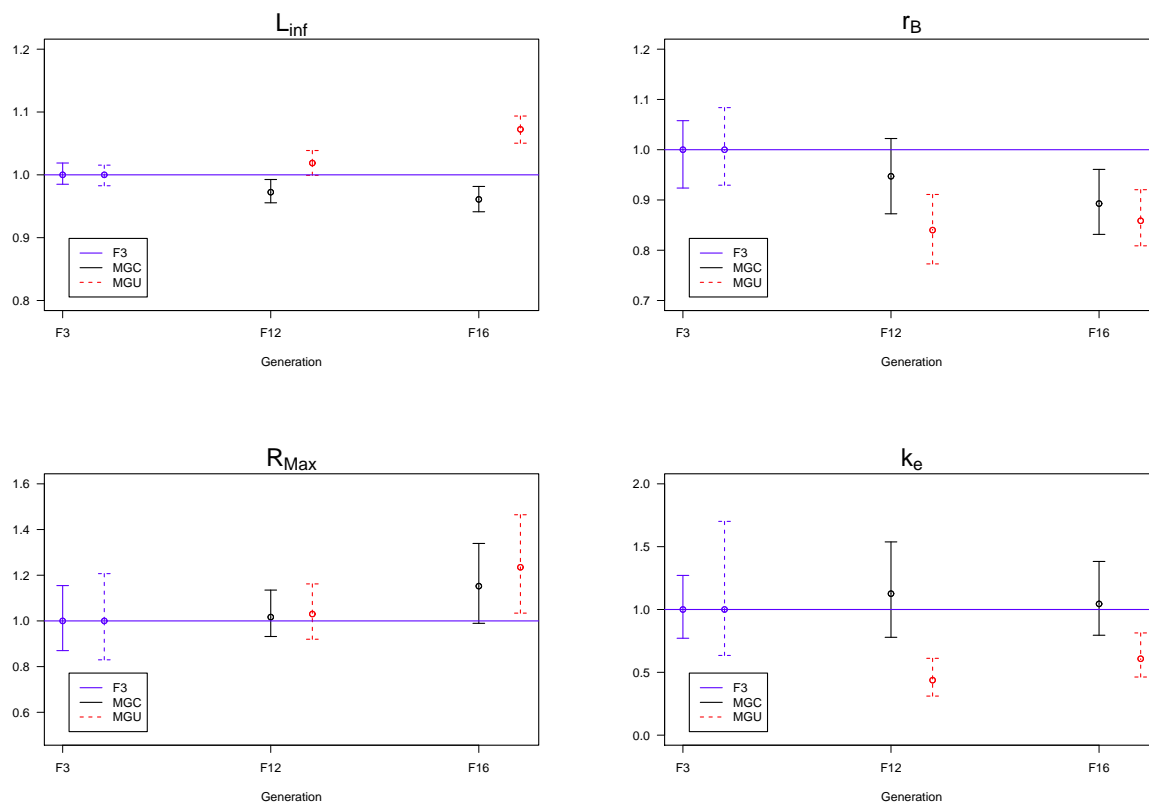 L_inf
1.2
1.1
1.0
0.9
0.8
F3
MGC
MGU
F3 F12 F16
Generation
r_B
1.2
1.1
1.0
0.9
0.8
0.7
F3
MGC
MGU
F3 F12 F16
Generation
R_Max
1.6
1.4
1.2
1.0
0.8
0.6
F3
MGC
MGU
F3 F12 F16
Generation
k_e
2.0
1.5
1.0
0.5
0.0
F3
MGC
MGU
F3 F12 F16
Generation